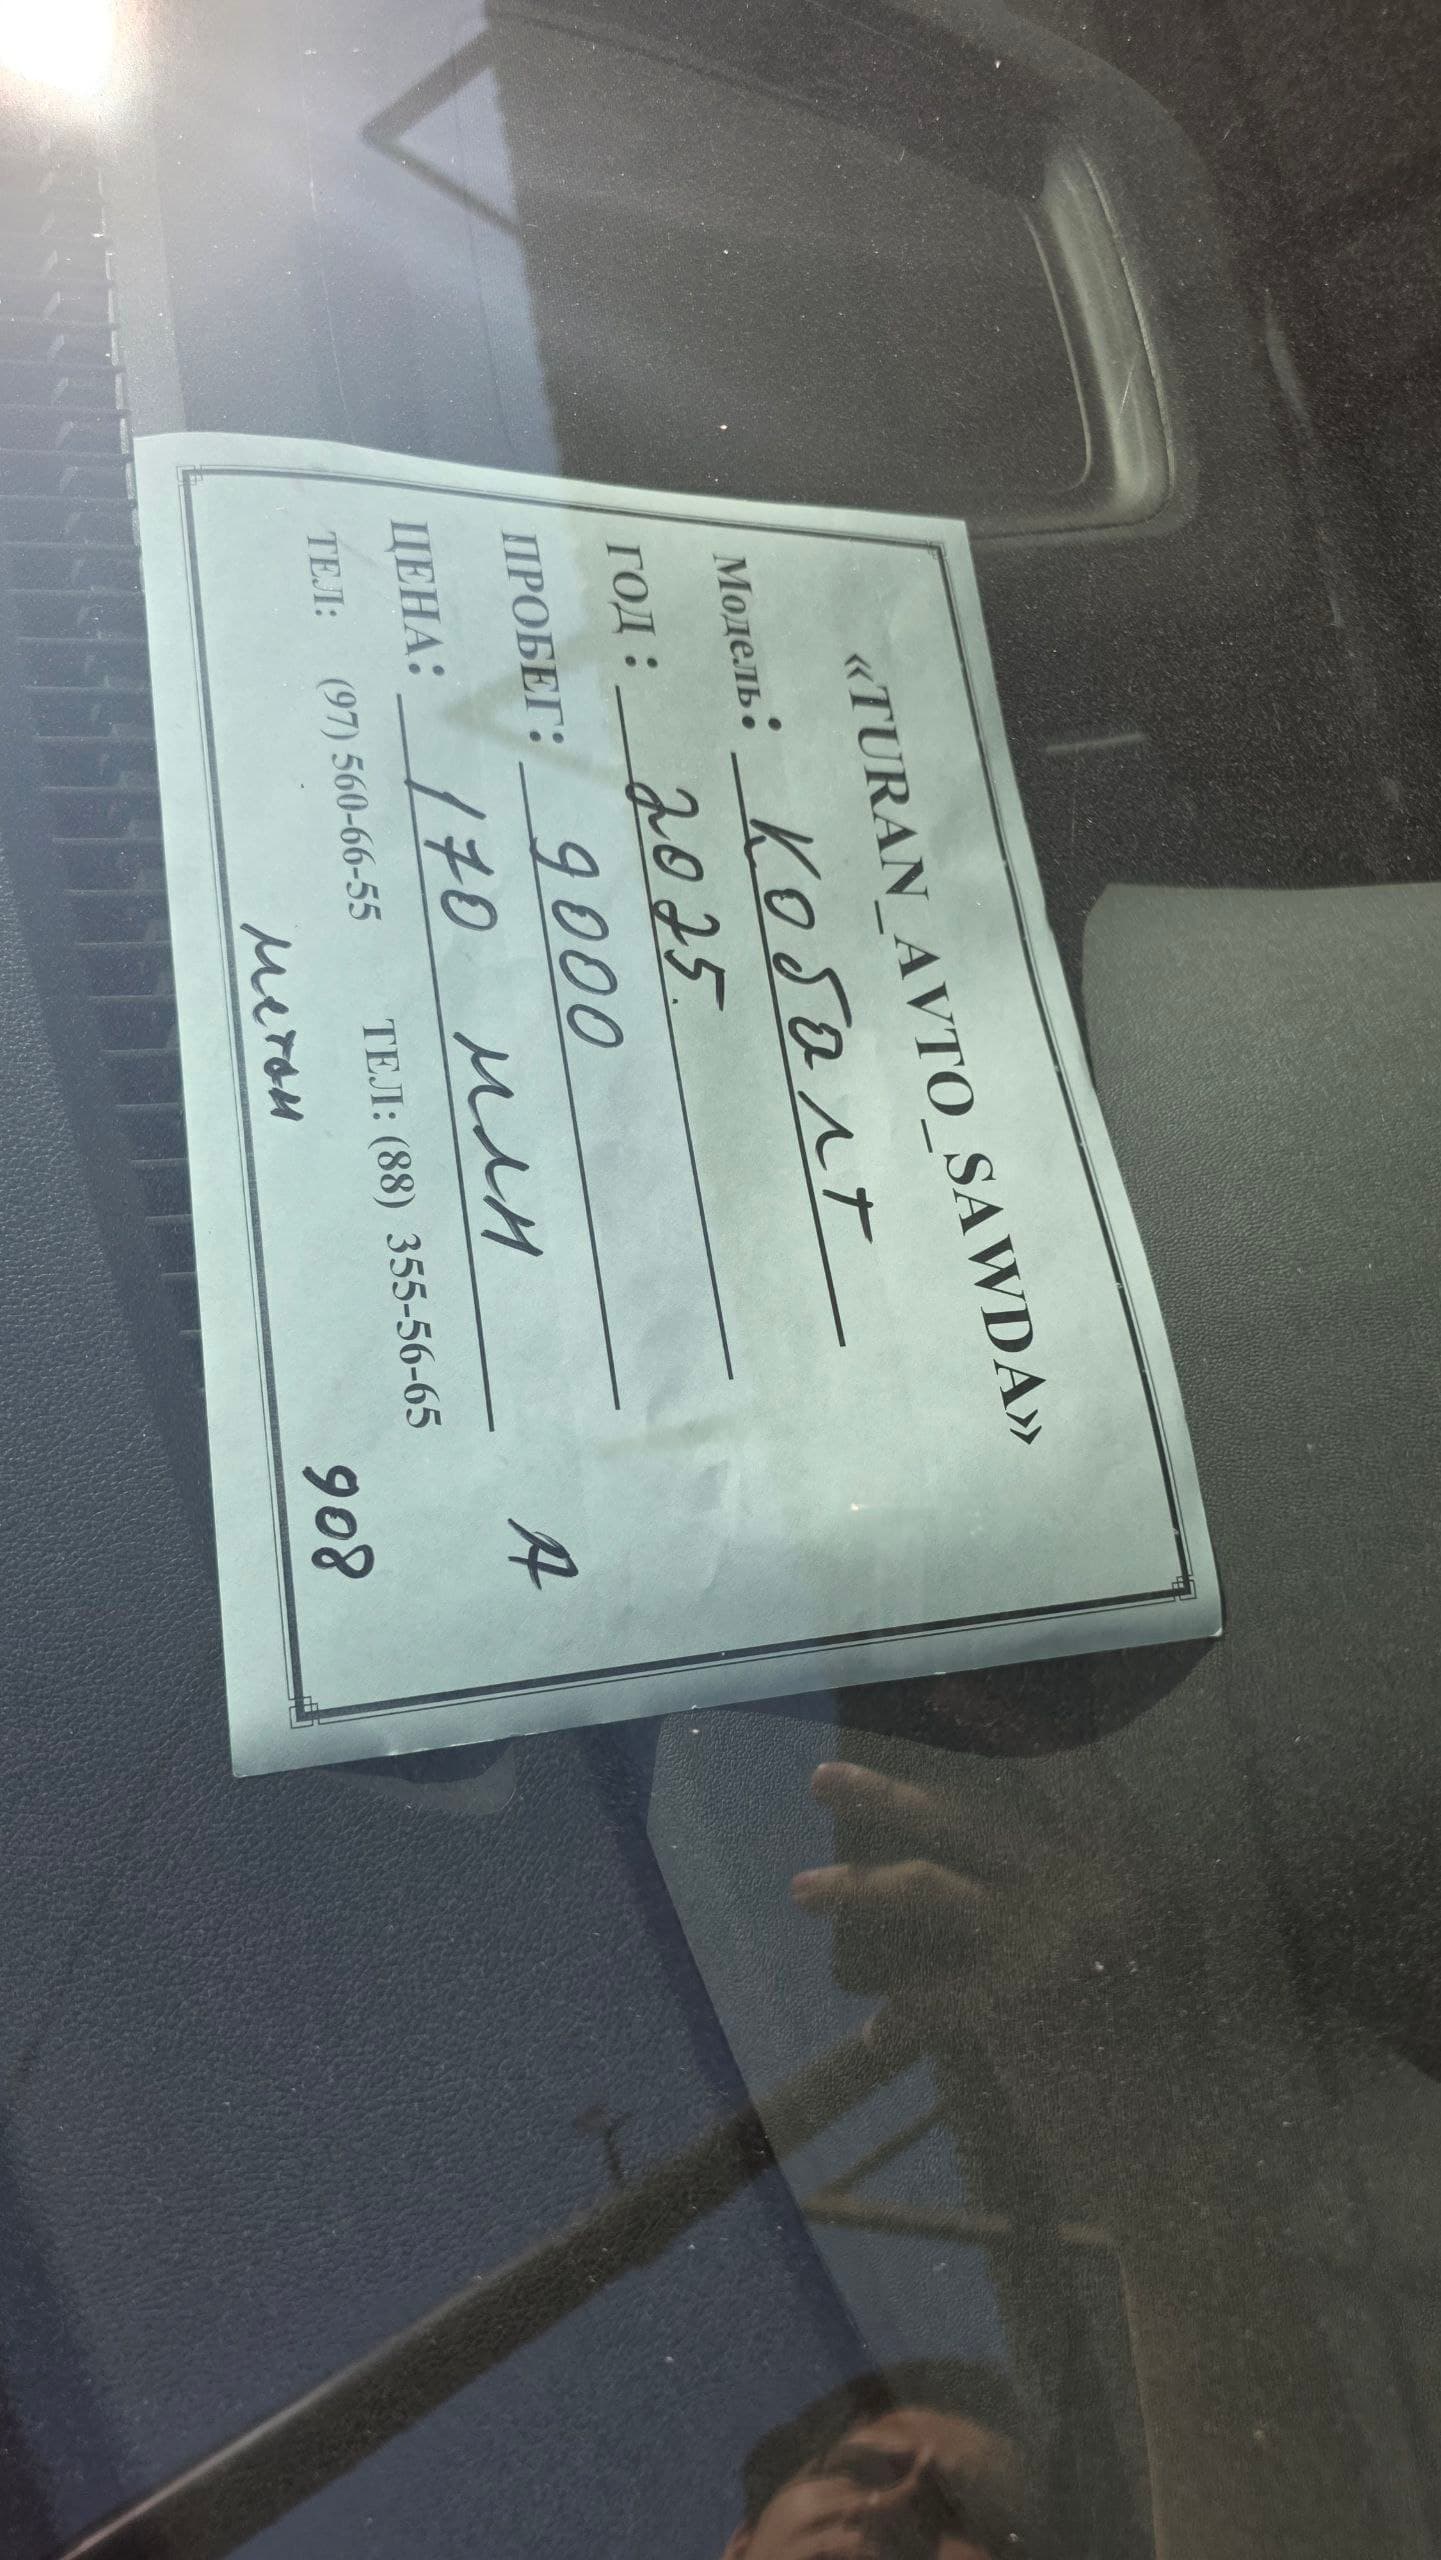 «TURAN_AVTO_SAWDA»
Модель: Кобалт
ГОД : 2025.
ПРОБЕГ: 9000
ЦЕНА: 170 млн А
ТЕЛ: (97) 560-66-55 ТЕЛ: (88) 355-56-65
метан 908